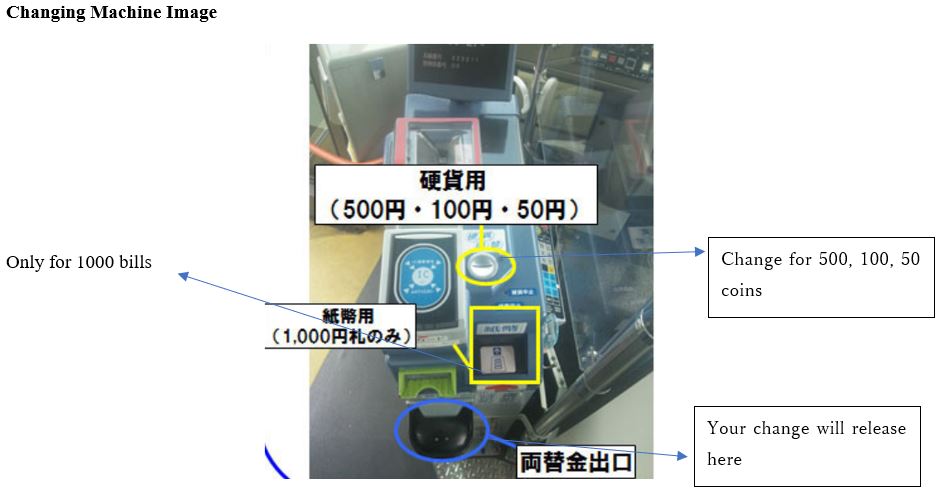 Changing Machine Image
硬貨用
（500円・100円・50円）
Only for 1000 bills
Change for 500, 100, 50
coins
IC
紙幣用
（1,000円札のみ）
Your change will release
here
両替金出口